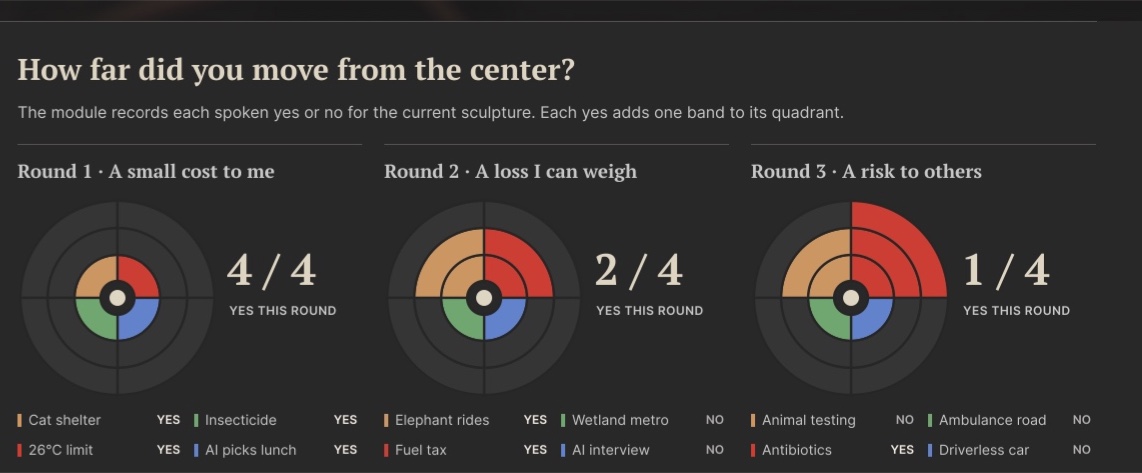 How far did you move from the center?
The module records each spoken yes or no for the current sculpture. Each yes adds one band to its quadrant.
Round 1 · A small cost to me
4 / 4
YES THIS ROUND
Cat shelter YES
Insecticide YES
26°C limit YES
AI picks lunch YES
Round 2 · A loss I can weigh
2 / 4
YES THIS ROUND
Elephant rides YES
Wetland metro NO
Fuel tax YES
AI interview NO
Round 3 · A risk to others
1 / 4
YES THIS ROUND
Animal testing NO
Ambulance road NO
Antibiotics YES
Driverless car NO